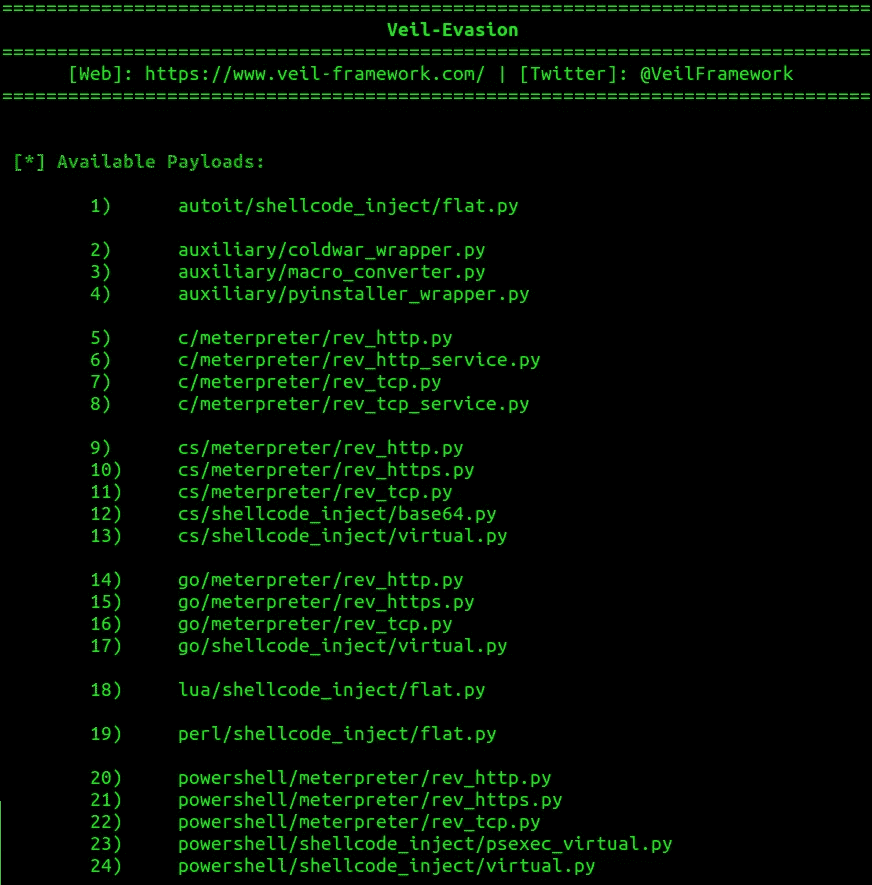 ================================================================================
Veil-Evasion
================================================================================
[Web]: https://www.veil-framework.com/ | [Twitter]: @VeilFramework
================================================================================
[*] Available Payloads:
1) autoit/shellcode_inject/flat.py
2) auxiliary/coldwar_wrapper.py
3) auxiliary/macro_converter.py
4) auxiliary/pyinstaller_wrapper.py
5) c/meterpreter/rev_http.py
6) c/meterpreter/rev_http_service.py
7) c/meterpreter/rev_tcp.py
8) c/meterpreter/rev_tcp_service.py
9) cs/meterpreter/rev_http.py
10) cs/meterpreter/rev_https.py
11) cs/meterpreter/rev_tcp.py
12) cs/shellcode_inject/base64.py
13) cs/shellcode_inject/virtual.py
14) go/meterpreter/rev_http.py
15) go/meterpreter/rev_https.py
16) go/meterpreter/rev_tcp.py
17) go/shellcode_inject/virtual.py
18) lua/shellcode_inject/flat.py
19) perl/shellcode_inject/flat.py
20) powershell/meterpreter/rev_http.py
21) powershell/meterpreter/rev_https.py
22) powershell/meterpreter/rev_tcp.py
23) powershell/shellcode_inject/psexec_virtual.py
24) powershell/shellcode_inject/virtual.py